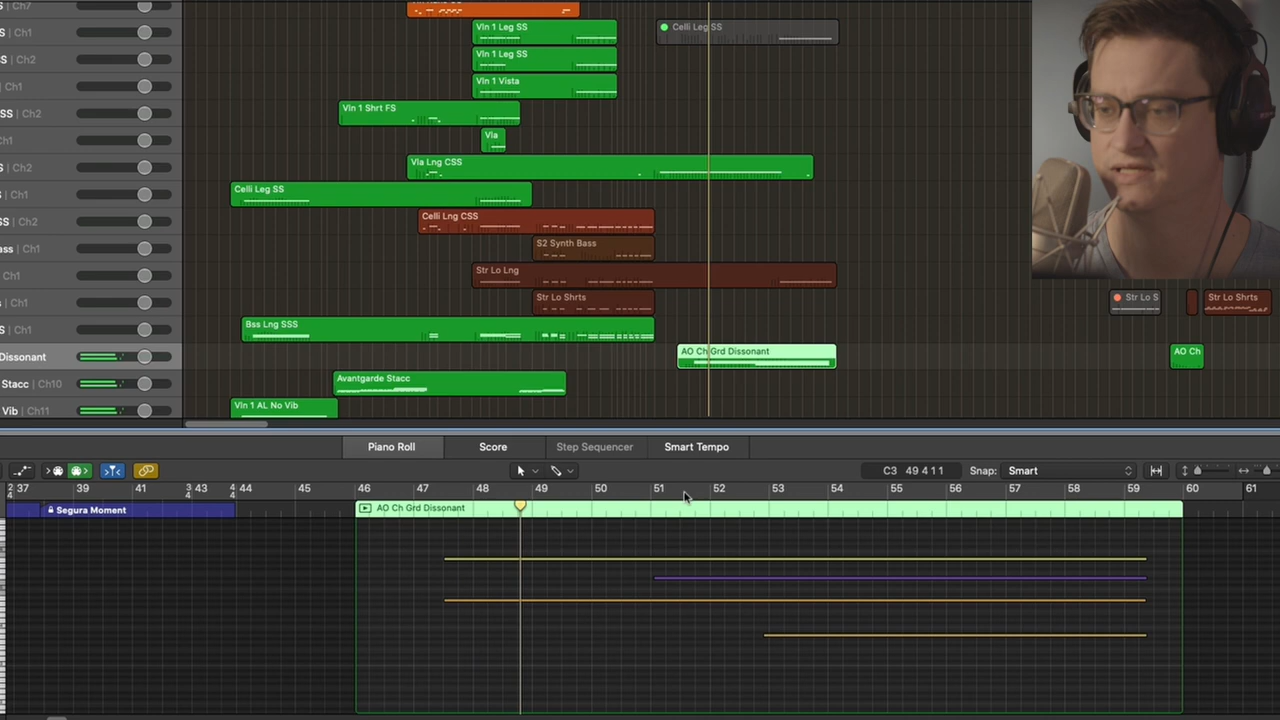 Ch7
S | Ch1
Vln 1 Leg SS
Celli Leg SS
SS | Ch2
Vln 1 Leg SS
Ch1
Vln 1 Vista
SS | Ch2
Vln 1 Shrt FS
Ch1
Vla
S | Ch2
Vla Lng CSS
S | Ch1
Celli Leg SS
SS | Ch2
Celli Lng CSS
ass | Ch1
S2 Synth Bass
Ch1
Str Lo Lng
s | Ch1
Str Lo Shrts
Str Lo S
Str Lo Shrts
S | Ch1
Bss Lng SSS
Dissonant
AO Ch Grd Dissonant
AO Ch
Stacc | Ch10
Avantgarde Stacc
Vib | Ch11
Vln 1 AL No Vib
Piano Roll Score Step Sequencer Smart Tempo
C3 49 4 1 1 Snap: Smart
2 37 39 41 3 43 4 44 45 46 47 48 49 50 51 52 53 54 55 56 57 58 59 60 61
4 4 4
Segura Moment
AO Ch Grd Dissonant